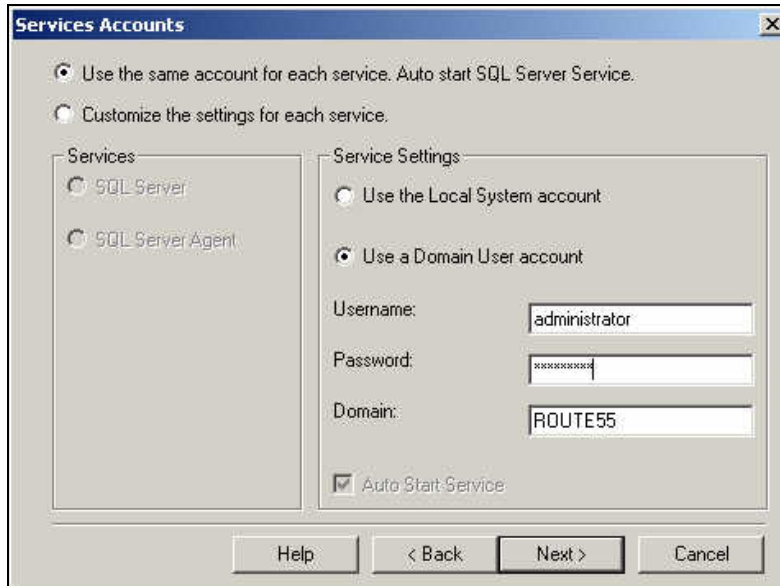 Services Accounts
Use the same account for each service. Auto start SQL Server Service.
Customize the settings for each service.
Services
SQL Server
SQL Server Agent
Service Settings
Use the Local System account
Use a Domain User account
Username:
administrator
Password:
*********
Domain:
ROUTE55
Auto Start Service
Help
< Back
Next >
Cancel